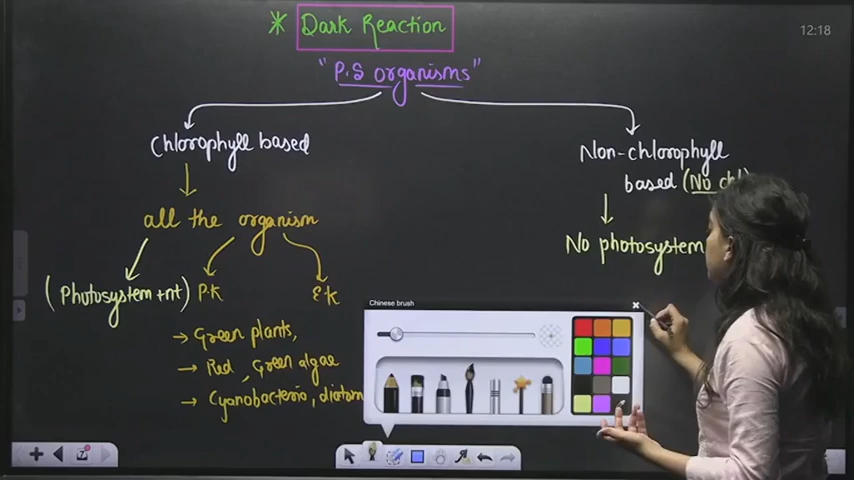 * Dark Reaction
12:18
"P.S organisms"
Chlorophyll based
Non-chlorophyll
based (No chl)
all the organism
No photosystem
(Photosystem +nt) P.K
E.K
→ Green plants,
→ Red, Green algae
→ Cyanobacteria, diatom
Chinese brush